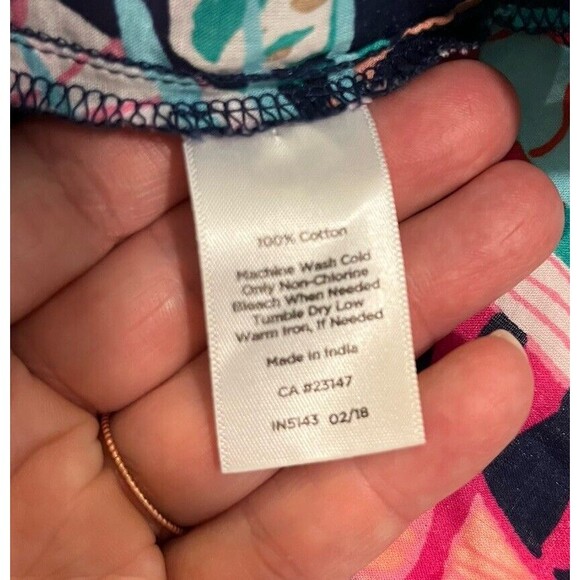 100% Cotton
Machine Wash Cold
Only Non-Chlorine
Bleach When Needed
Tumble Dry Low
Warm Iron, If Needed
Made in India
CA #23147
IN5143 02/18